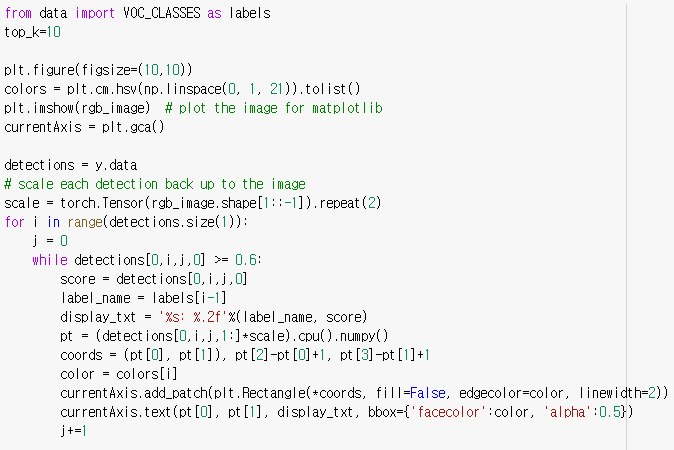 from data import VOC_CLASSES as labels
top_k=10

plt.figure(figsize=(10,10))
colors = plt.cm.hsv(np.linspace(0, 1, 21)).tolist()
plt.imshow(rgb_image)  # plot the image for matplotlib
currentAxis = plt.gca()

detections = y.data
# scale each detection back up to the image
scale = torch.Tensor(rgb_image.shape[1::-1]).repeat(2)
for i in range(detections.size(1)):
    j = 0
    while detections[0,i,j,0] >= 0.6:
        score = detections[0,i,j,0]
        label_name = labels[i-1]
        display_txt = '%s: %.2f'%(label_name, score)
        pt = (detections[0,i,j,1:]*scale).cpu().numpy()
        coords = (pt[0], pt[1]), pt[2]-pt[0]+1, pt[3]-pt[1]+1
        color = colors[i]
        currentAxis.add_patch(plt.Rectangle(*coords, fill=False, edgecolor=color, linewidth=2))
        currentAxis.text(pt[0], pt[1], display_txt, bbox={'facecolor':color, 'alpha':0.5})
        j+=1